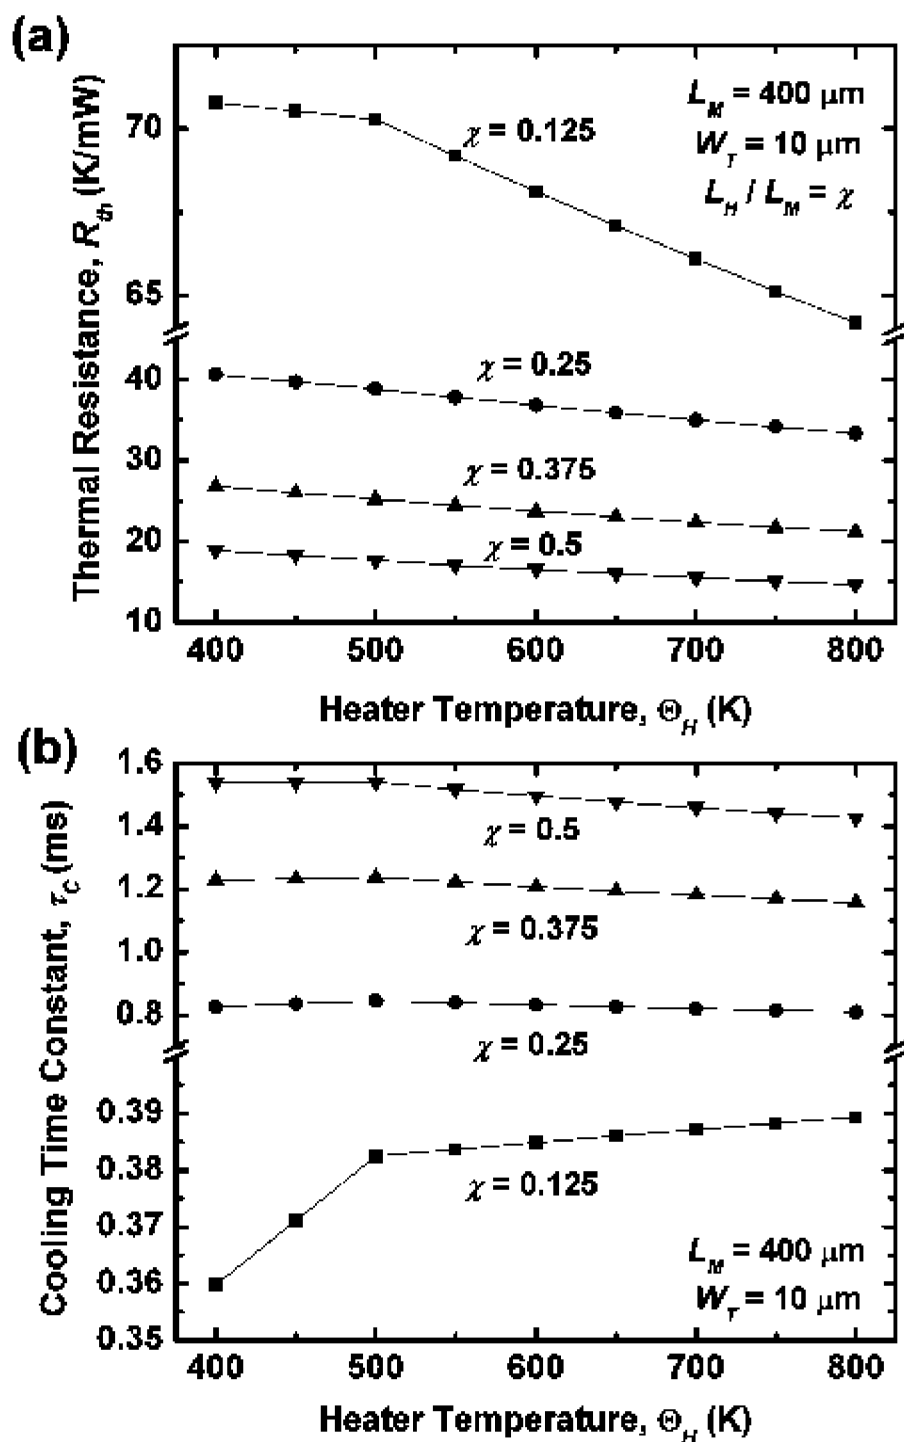 (a)
Thermal Resistance, R_th (K/mW)
70
65
40
30
20
10
χ = 0.125
L_M = 400 μm
W_T = 10 μm
L_H / L_M = χ
χ = 0.25
χ = 0.375
χ = 0.5
400 500 600 700 800
Heater Temperature, Θ_H (K)
(b)
Cooling Time Constant, τ_C (ms)
1.6
1.4
1.2
1.0
0.8
0.39
0.38
0.37
0.36
0.35
χ = 0.5
χ = 0.375
χ = 0.25
χ = 0.125
L_M = 400 μm
W_T = 10 μm
400 500 600 700 800
Heater Temperature, Θ_H (K)